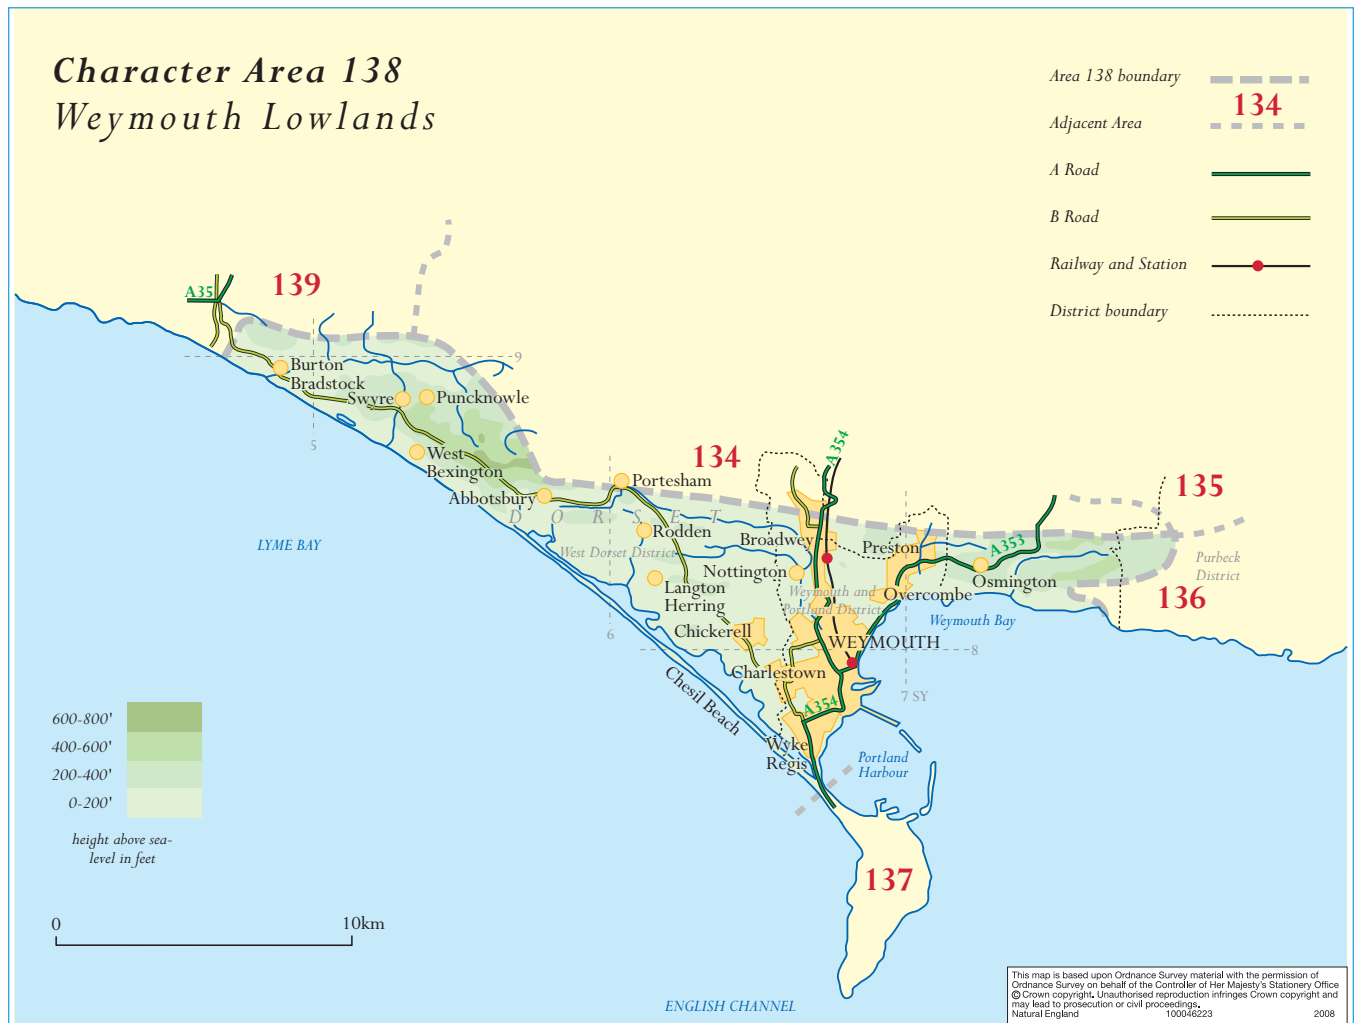 Character Area 138
Weymouth Lowlands
Area 138 boundary
134
Adjacent Area
A Road
B Road
Railway and Station
District boundary
139
A35
9
Burton
Bradstock
Swyre
Puncknowle
5
West
Bexington
Abbotsbury
134
A354
Portesham
135
DORSET
Rodden
Broadwey
Preston
A353
LYME BAY
West Dorset District
Purbeck
District
Nottington
Osmington
Langton
Herring
Weymouth and
Portland District
Overcombe
136
Weymouth Bay
6
Chickerell
WEYMOUTH
8
Charlestown
Chesil Beach
7 SY
A354
Wyke
Regis
Portland
Harbour
600-800'
400-600'
200-400'
0-200'
height above sea-
level in feet
137
0
10km
ENGLISH CHANNEL
This map is based upon Ordnance Survey material with the permission of
Ordnance Survey on behalf of the Controller of Her Majesty's Stationery Office
© Crown copyright. Unauthorised reproduction infringes Crown copyright and
may lead to prosecution or civil proceedings.
Natural England 100046223 2008